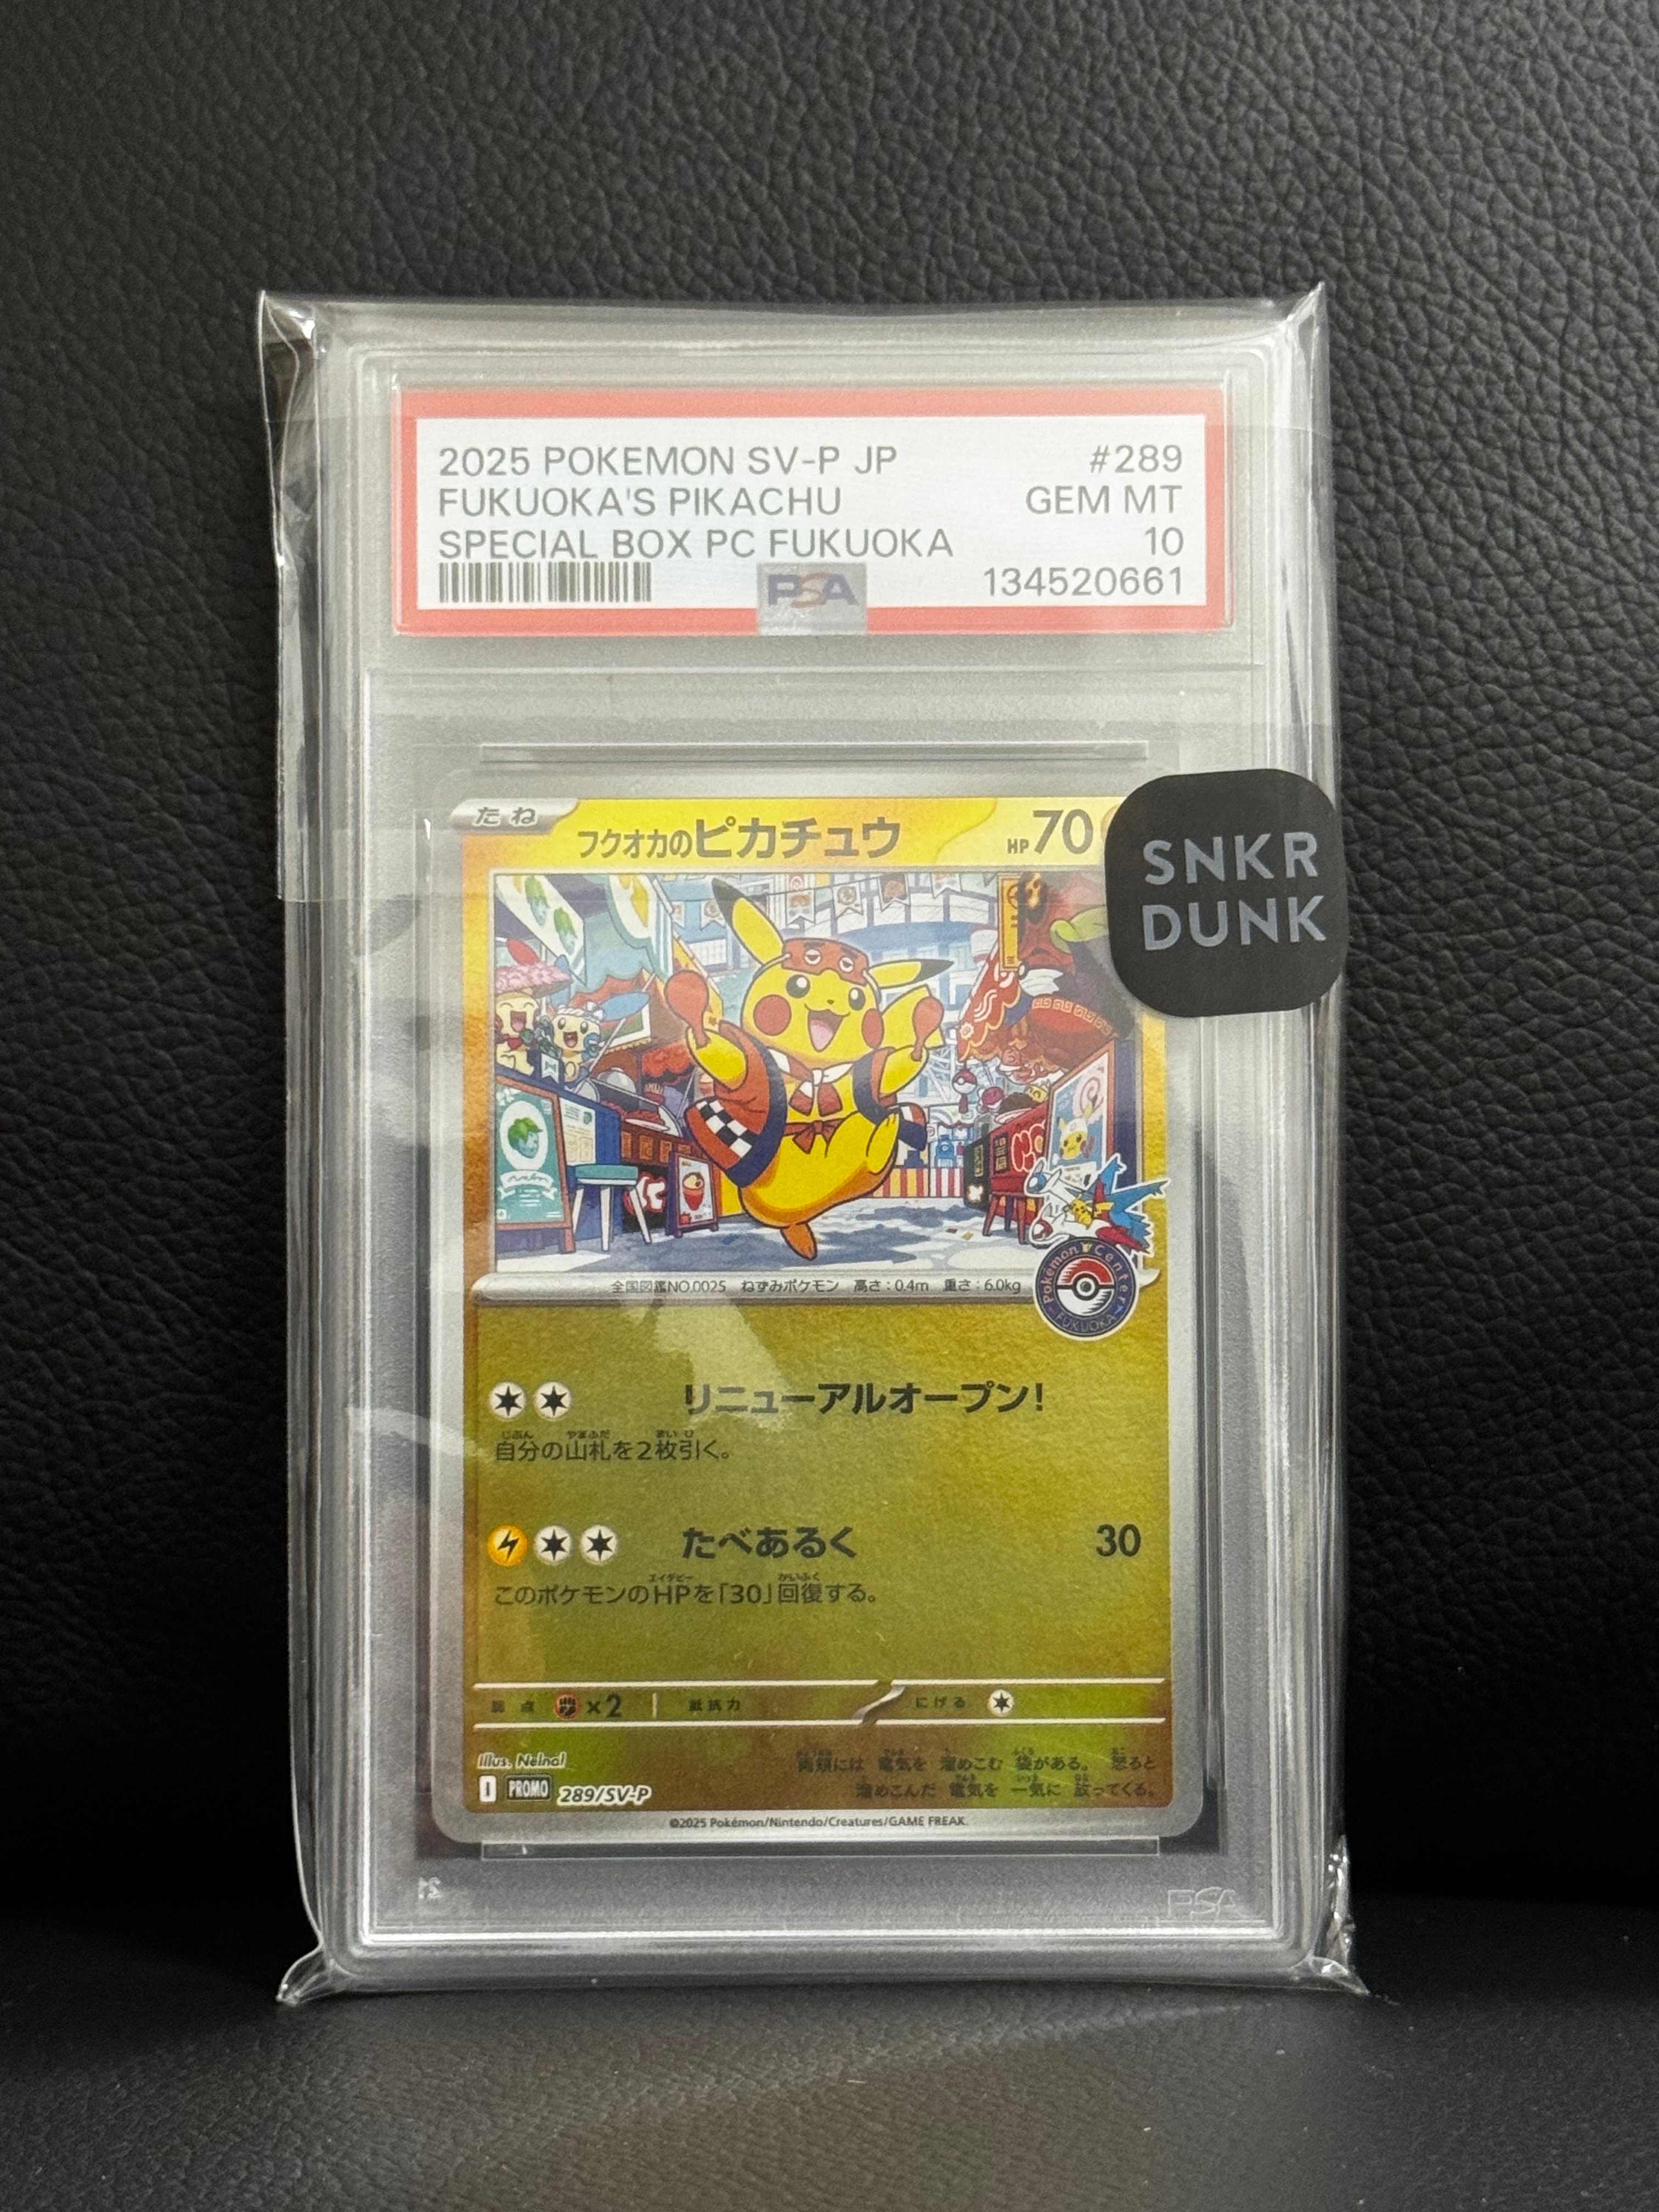 2025 POKEMON SV-P JP #289
FUKUOKA'S PIKACHU GEM MT
SPECIAL BOX PC FUKUOKA 10
PSA 134520661
たね フクオカのピカチュウ HP 70
SNKR
DUNK
全国図鑑NO.0025 ねずみポケモン 高さ:0.4m 重さ:6.0kg
Pokémon Center
FUKUOKA
リニューアルオープン!
自分の山札を2枚引く。
たべあるく 30
このポケモンのHPを「30」回復する。
弱点 ×2 抵抗力 にげる
Illus. Neinal
両頬には 電気を 溜めこむ 袋がある。 怒ると
I PROMO 289/SV-P
溜めこんだ 電気を 一気に 放ってくる。
©2025 Pokémon/Nintendo/Creatures/GAME FREAK.
PSA